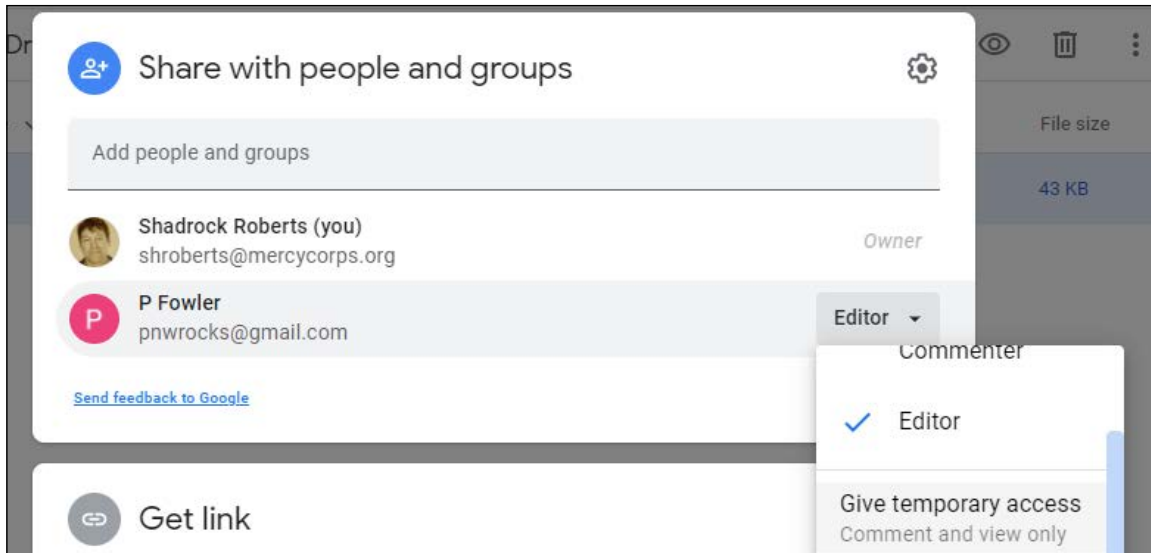 Dr
Share with people and groups
File size
Add people and groups
43 KB
Shadrock Roberts (you)
shroberts@mercycorps.org
Owner
P
P Fowler
pnwrocks@gmail.com
Editor
Commenter
Send feedback to Google
Editor
Get link
Give temporary access
Comment and view only